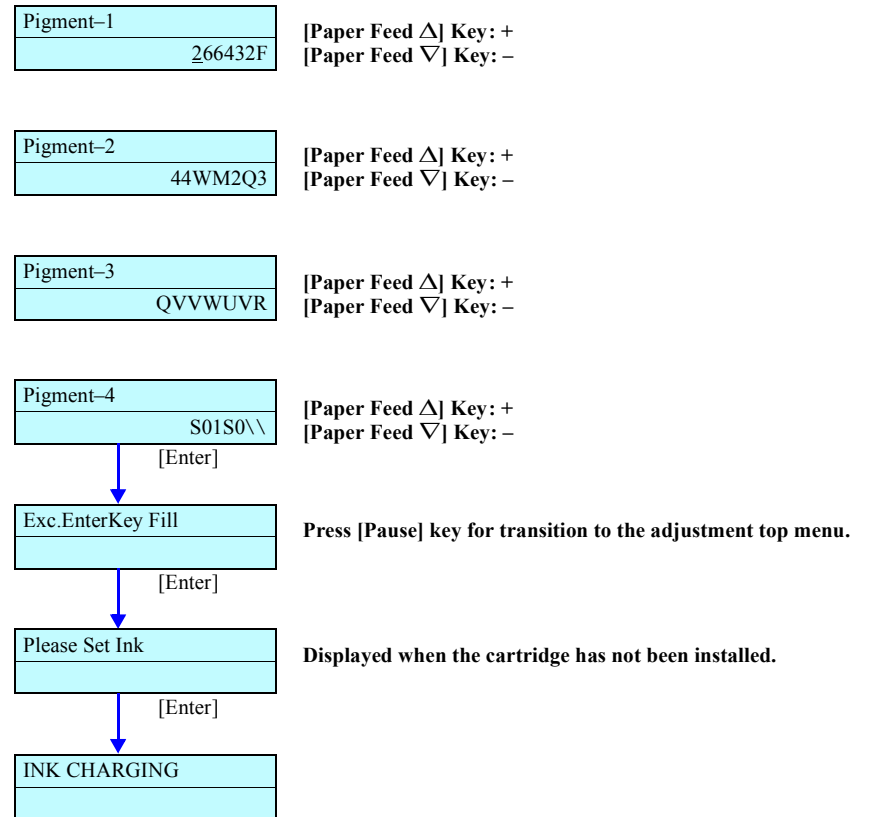 Pigment–1
266432F
[Paper Feed △] Key: +
[Paper Feed ▽] Key: –
Pigment–2
44WM2Q3
[Paper Feed △] Key: +
[Paper Feed ▽] Key: –
Pigment–3
QVVWUVR
[Paper Feed △] Key: +
[Paper Feed ▽] Key: –
Pigment–4
S01S0\\
[Paper Feed △] Key: +
[Paper Feed ▽] Key: –
[Enter]
Exc.EnterKey Fill
Press [Pause] key for transition to the adjustment top menu.
[Enter]
Please Set Ink
Displayed when the cartridge has not been installed.
[Enter]
INK CHARGING